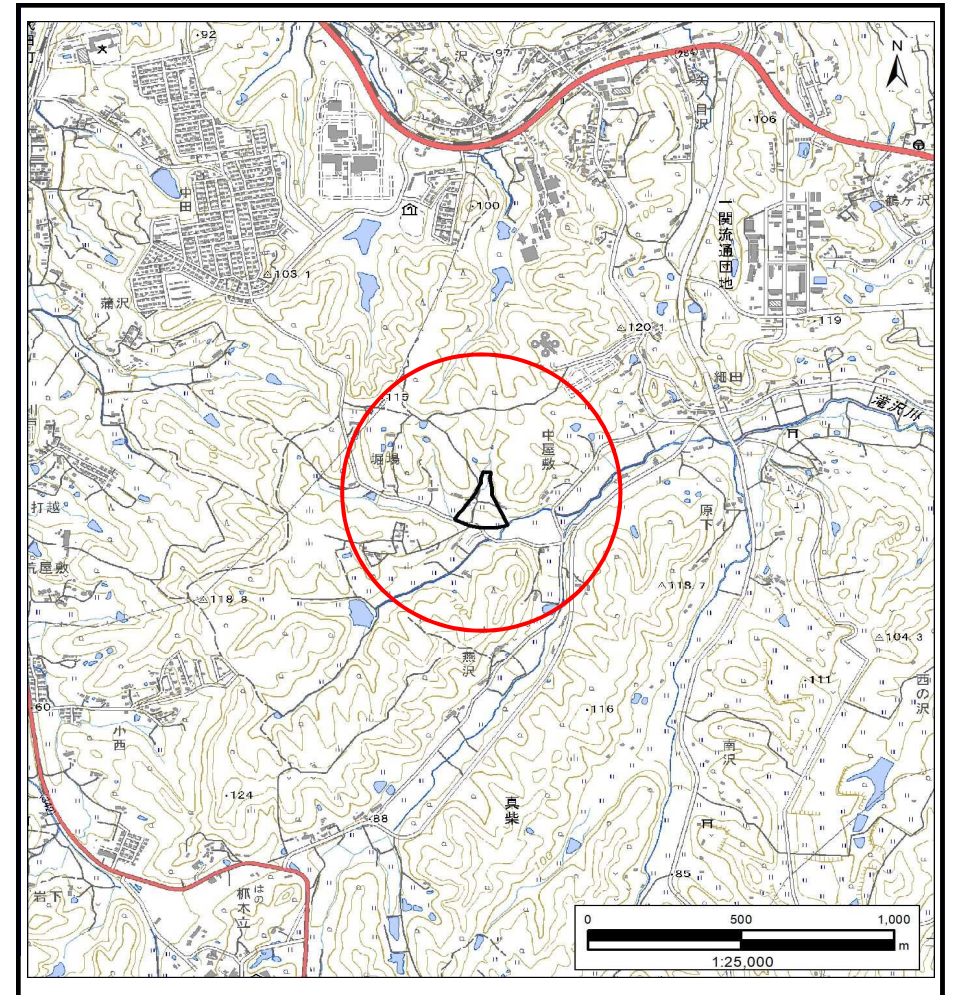 92
沢
97
(284)
N
矢目沢
106
中田
100
鶴ヶ沢
一関流通団地
103.1
蒲沢
119
120.1
細田
滝沢川
115
中屋敷
堀場
打越
原下
118.7
118.8
104.3
燕沢
111
西の沢
60
116
小西
南沢
124
真柴
88
100
85
岩下
はの
梛木立
0 500 1,000
m
1:25,000